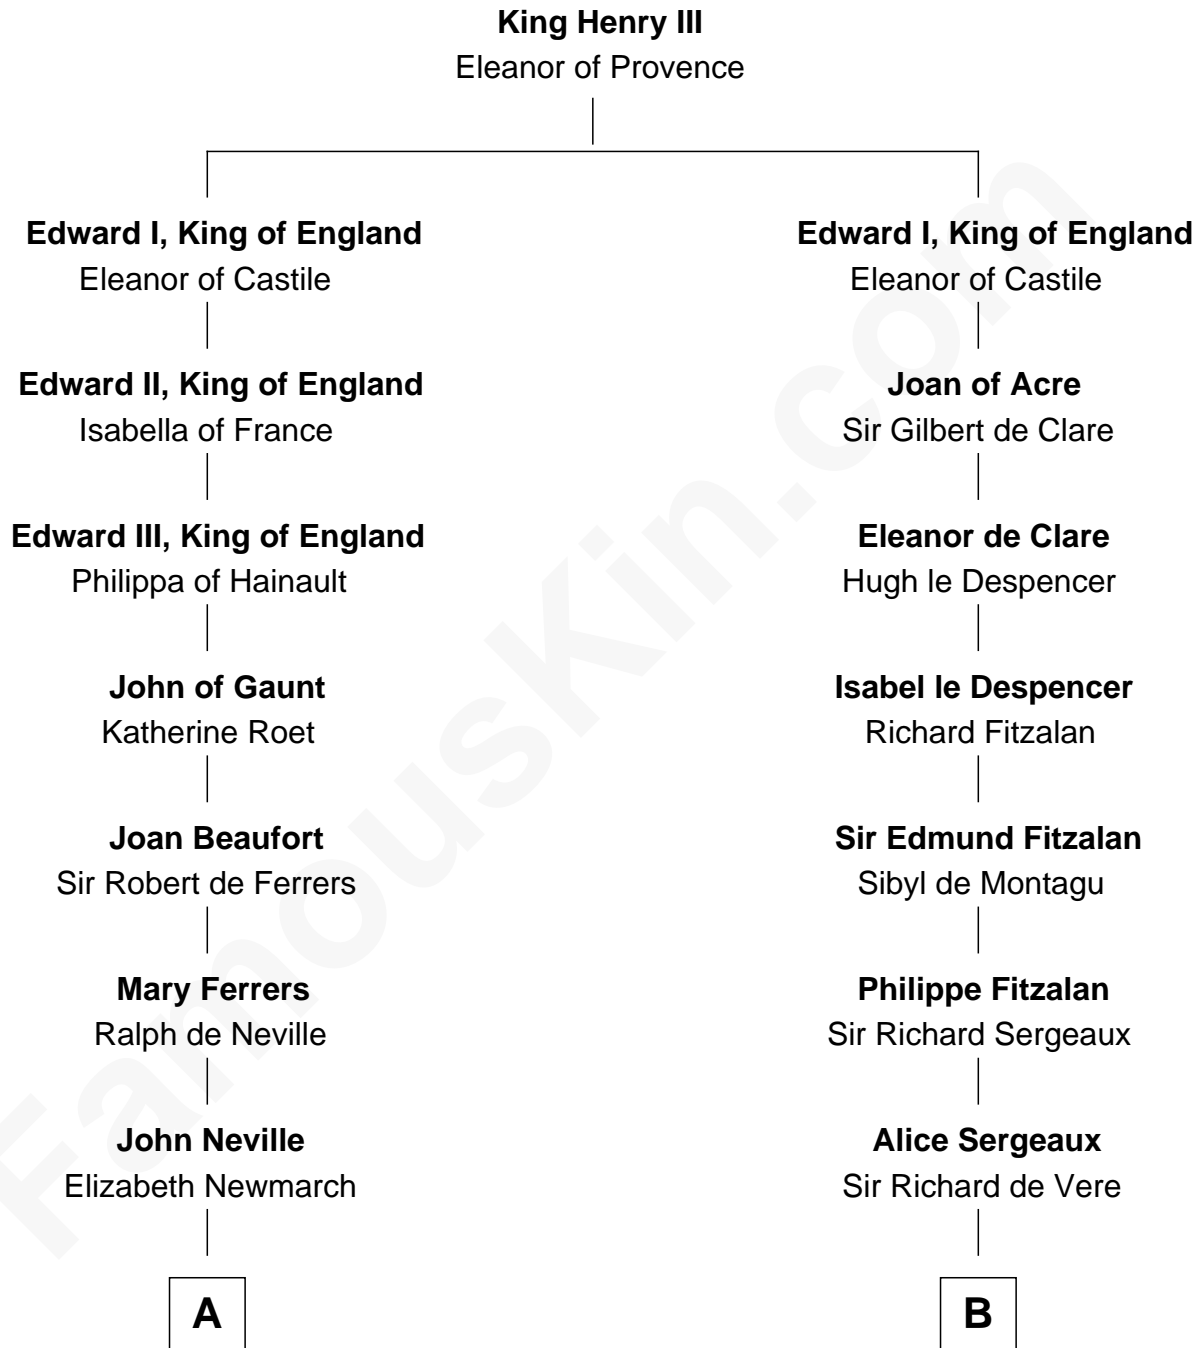 King Henry III
Eleanor of Provence
Edward I, King of England
Eleanor of Castile
Edward II, King of England
Isabella of France
Edward III, King of England
Philippa of Hainault
John of Gaunt
Katherine Roet
Joan Beaufort
Sir Robert de Ferrers
Mary Ferrers
Ralph de Neville
John Neville
Elizabeth Newmarch
A
Edward I, King of England
Eleanor of Castile
Joan of Acre
Sir Gilbert de Clare
Eleanor de Clare
Hugh le Despencer
Isabel le Despencer
Richard Fitzalan
Sir Edmund Fitzalan
Sibyl de Montagu
Philippe Fitzalan
Sir Richard Sergeaux
Alice Sergeaux
Sir Richard de Vere
B
FamousKin.com